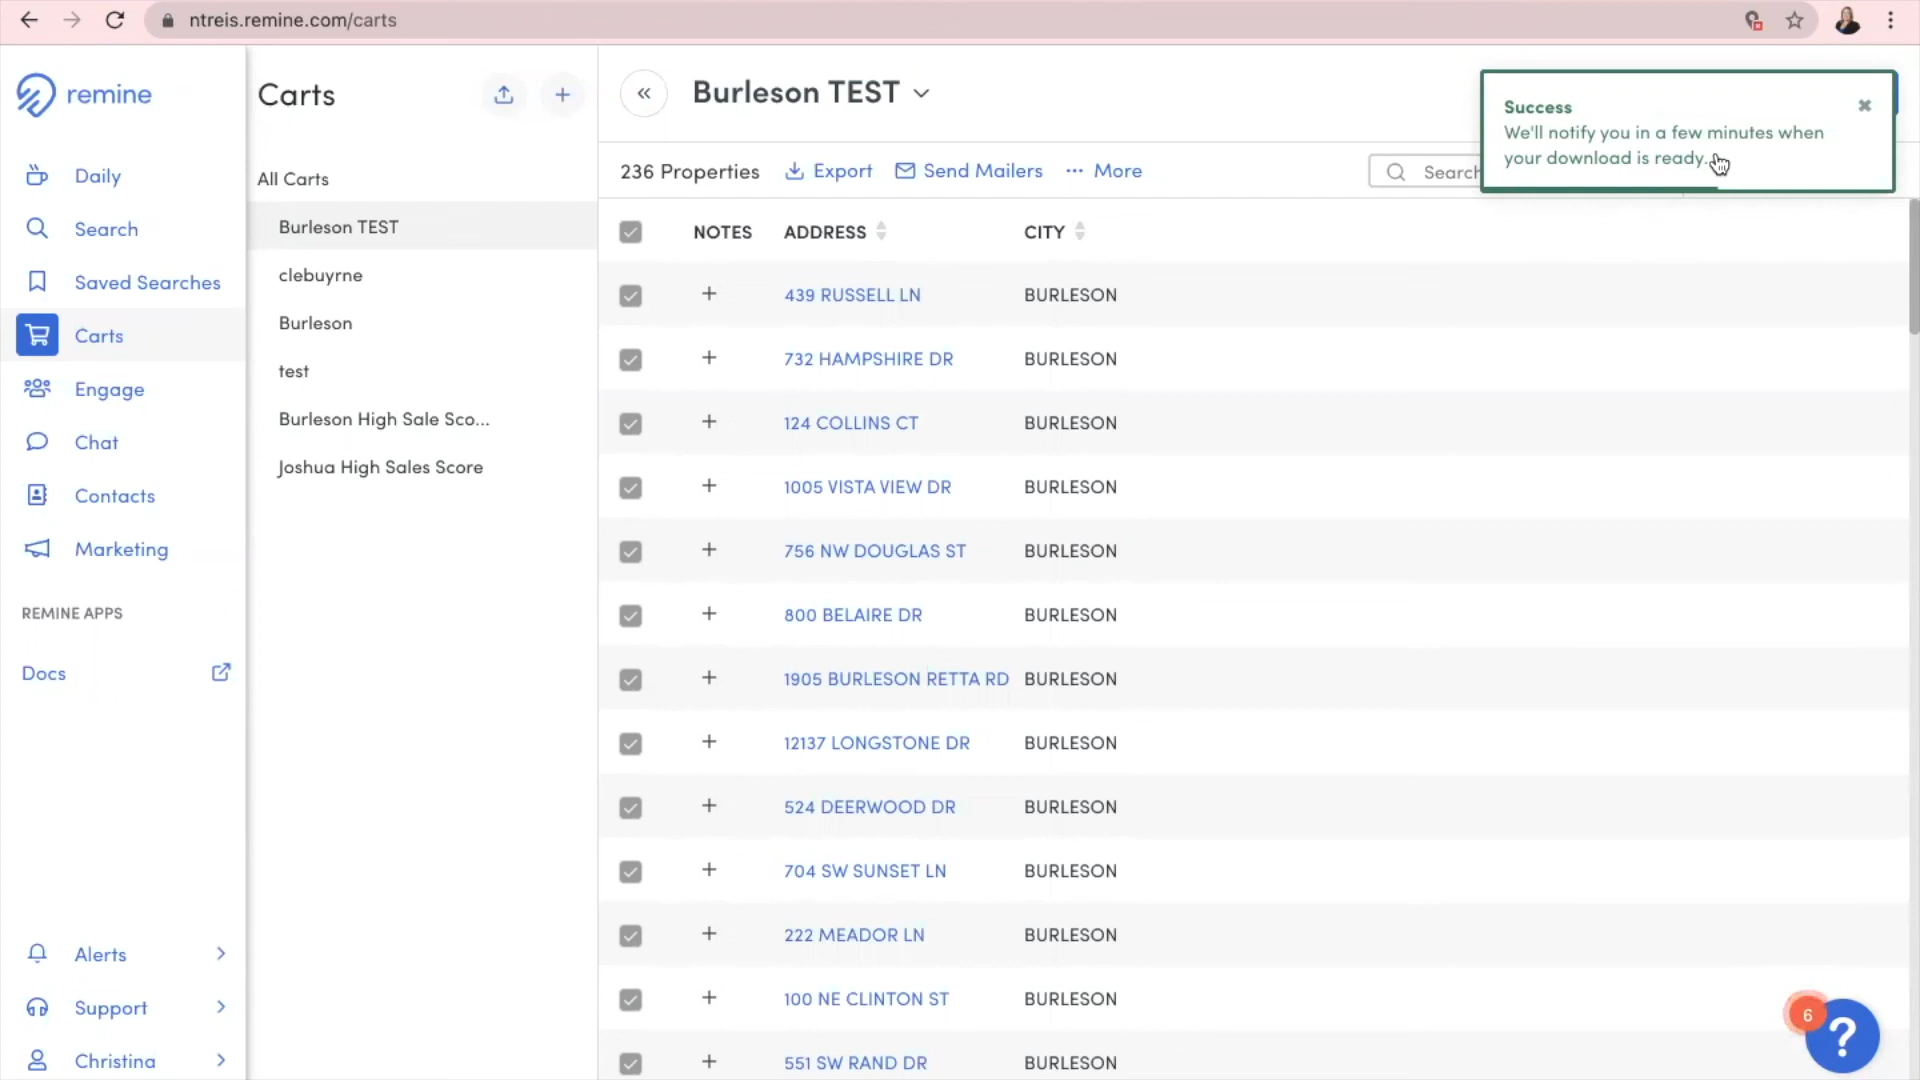 ntreis.remine.com/carts
remine
Daily
Search
Saved Searches
Carts
Engage
Chat
Contacts
Marketing
REMINE APPS
Docs
Alerts
Support
Christina
Carts
All Carts
Burleson TEST
clebuyrne
Burleson
test
Burleson High Sale Sco...
Joshua High Sales Score
Burleson TEST
236 Properties Export Send Mailers More
Search
Success
We'll notify you in a few minutes when
your download is ready.
NOTES ADDRESS CITY
439 RUSSELL LN BURLESON
732 HAMPSHIRE DR BURLESON
124 COLLINS CT BURLESON
1005 VISTA VIEW DR BURLESON
756 NW DOUGLAS ST BURLESON
800 BELAIRE DR BURLESON
1905 BURLESON RETTA RD BURLESON
12137 LONGSTONE DR BURLESON
524 DEERWOOD DR BURLESON
704 SW SUNSET LN BURLESON
222 MEADOR LN BURLESON
100 NE CLINTON ST BURLESON
551 SW RAND DR BURLESON
6
?